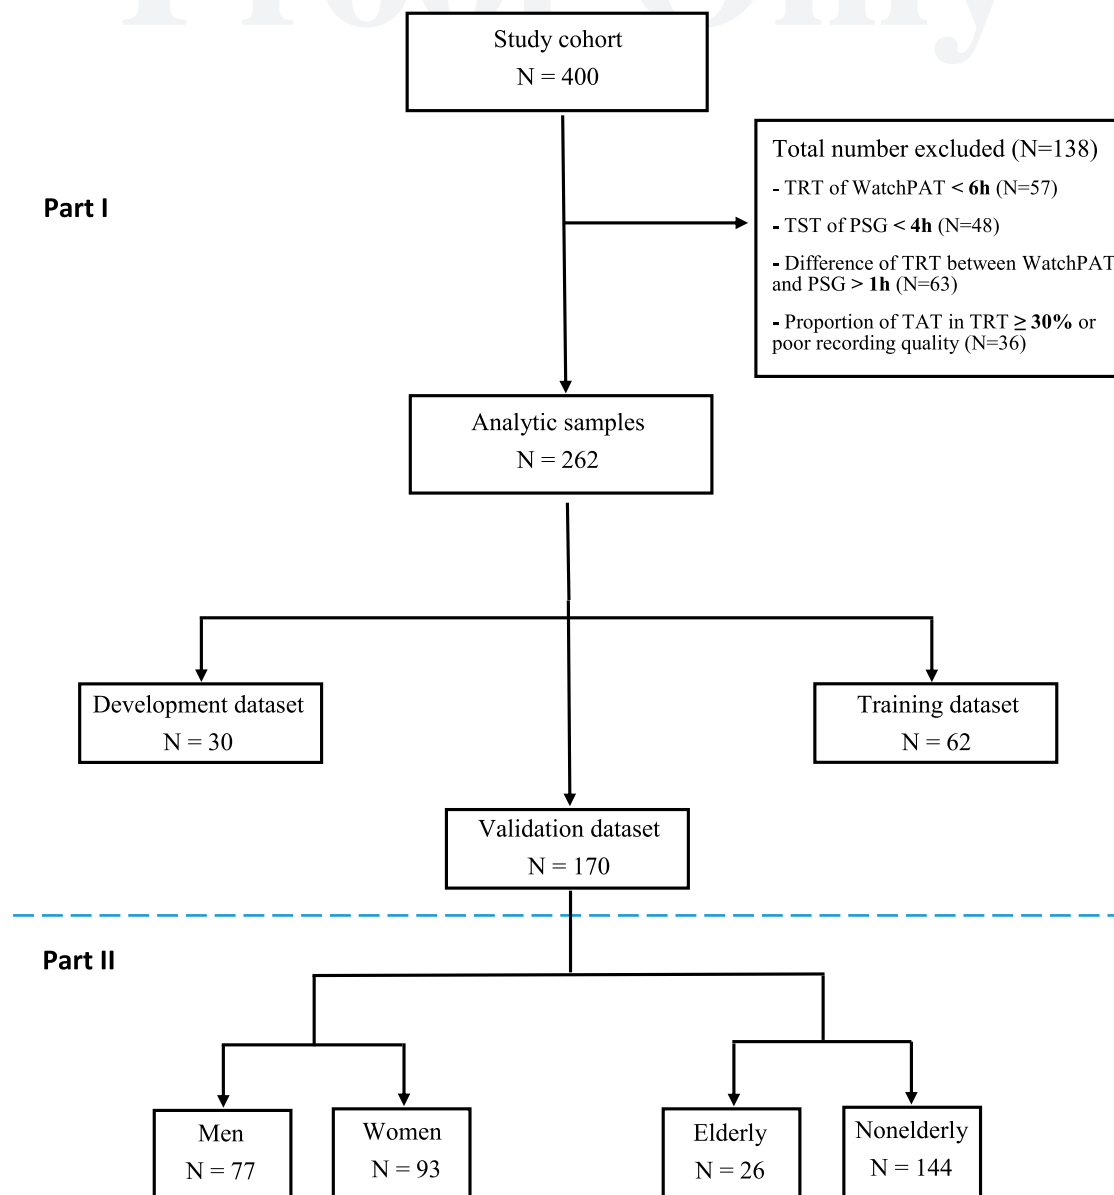 Proof Only
Study cohort
N = 400
Total number excluded (N=138)
- TRT of WatchPAT < 6h (N=57)
- TST of PSG < 4h (N=48)
- Difference of TRT between WatchPAT
and PSG > 1h (N=63)
- Proportion of TAT in TRT ≥ 30% or
poor recording quality (N=36)
Part I
Analytic samples
N = 262
Development dataset
N = 30
Training dataset
N = 62
Validation dataset
N = 170
Part II
Men
N = 77
Women
N = 93
Elderly
N = 26
Nonelderly
N = 144